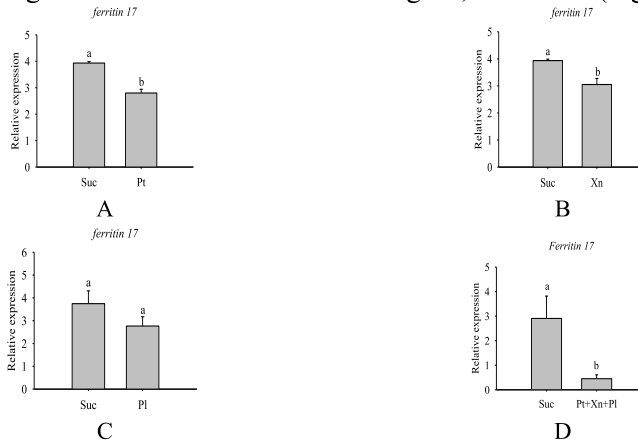 ferritin 17
Relative expression
5
4
3
2
1
0
a
b
Suc Pt
A
ferritin 17
Relative expression
5
4
3
2
1
0
a
b
Suc Xn
B
ferritin 17
Relative expression
6
5
4
3
2
1
0
a
a
Suc Pl
C
Ferritin 17
Relative expression
5
4
3
2
1
0
a
b
Suc Pt+Xn+Pl
D